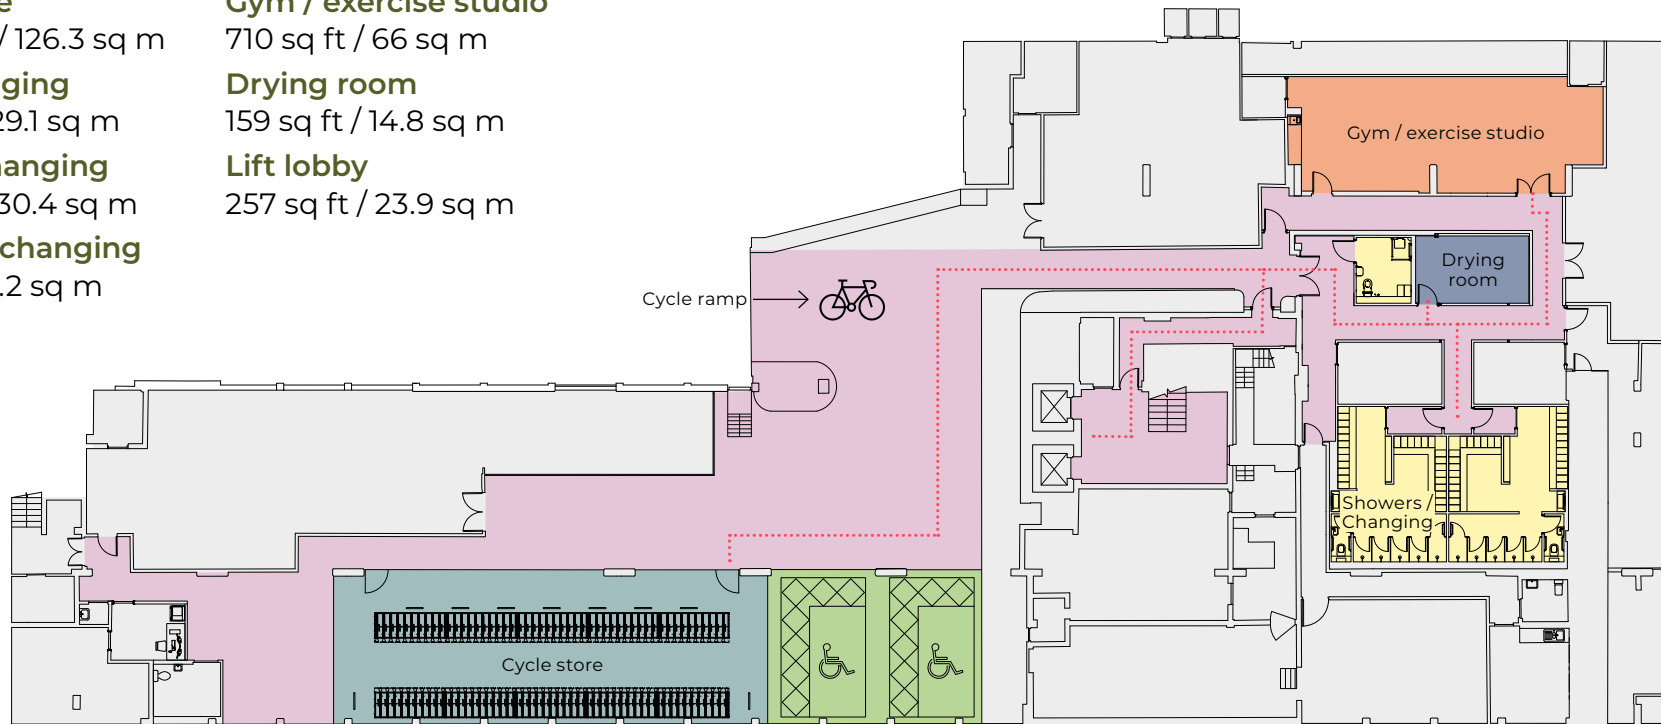 Gym / exercise studio
/ 126.3 sq m
710 sq ft / 66 sq m
ging
Drying room
29.1 sq m
159 sq ft / 14.8 sq m
hanging
Lift lobby
30.4 sq m
257 sq ft / 23.9 sq m
changing
.2 sq m
Gym / exercise studio
Drying
room
Cycle ramp
Showers /
Changing
Cycle store